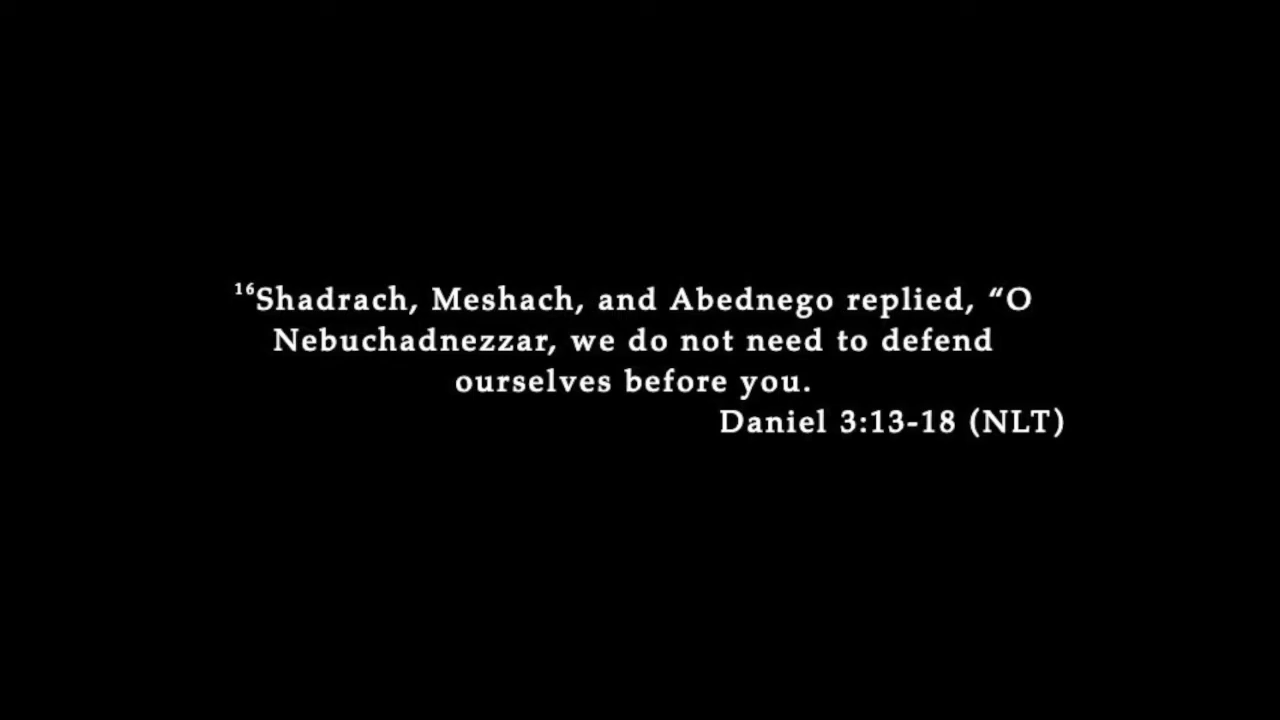 ¹⁶Shadrach, Meshach, and Abednego replied, “O
Nebuchadnezzar, we do not need to defend
ourselves before you.
Daniel 3:13-18 (NLT)